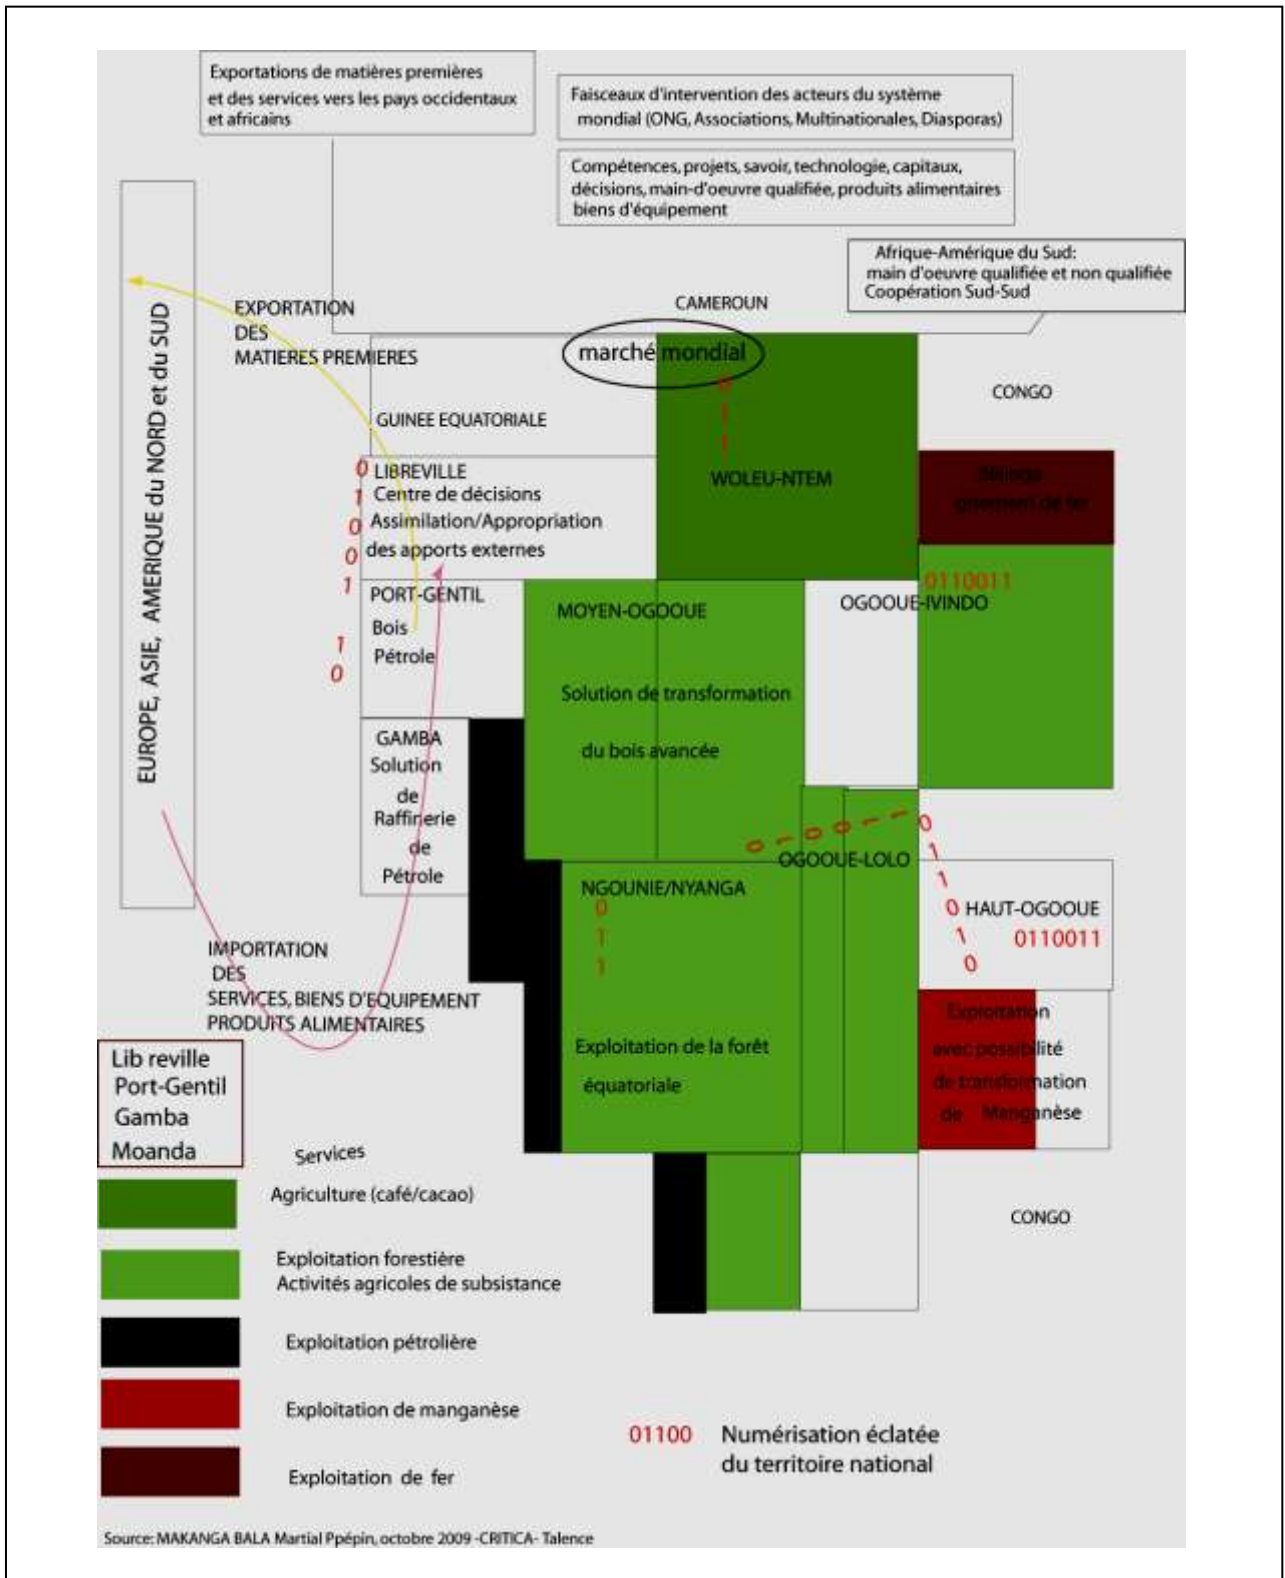 Exportations de matières premières
et des services vers les pays occidentaux
et africains
Faisceaux d'intervention des acteurs du système
mondial (ONG, Associations, Multinationales, Diasporas)
Compétences, projets, savoir, technologie, capitaux,
décisions, main-d'oeuvre qualifiée, produits alimentaires
biens d'équipement
Afrique-Amérique du Sud:
main d'oeuvre qualifiée et non qualifiée
Coopération Sud-Sud
EUROPE, ASIE, AMERIQUE du NORD et du SUD
EXPORTATION
DES
MATIERES PREMIERES
CAMEROUN
marché mondial
CONGO
GUINEE EQUATORIALE
LIBREVILLE
Centre de décisions
Assimilation/Appropriation
des apports externes
01001
WOLEU-NTEM
011
gisement de fer
0110011
OGOOUE-IVINDO
PORT-GENTIL
Bois
Pétrole
10
MOYEN-OGOOUE
Solution de transformation
du bois avancée
GAMBA
Solution
de
Raffinerie
de
Pétrole
OGOOUE-LOLO
NGOUNIE/NYANGA
011
HAUT-OGOOUE
0110011
Exploitation de la forêt
équatoriale
Exploitation
avec possibilité
de transformation
de Manganèse
IMPORTATION
DES
SERVICES, BIENS D'EQUIPEMENT
PRODUITS ALIMENTAIRES
Lib reville
Port-Gentil
Gamba
Moanda
Services
Agriculture (café/cacao)
Exploitation forestière
Activités agricoles de subsistance
Exploitation pétrolière
Exploitation de manganèse
Exploitation de fer
CONGO
01100 Numérisation éclatée
du territoire national
Source: MAKANGA BALA Martial Ppépin, octobre 2009 -CRITICA- Talence